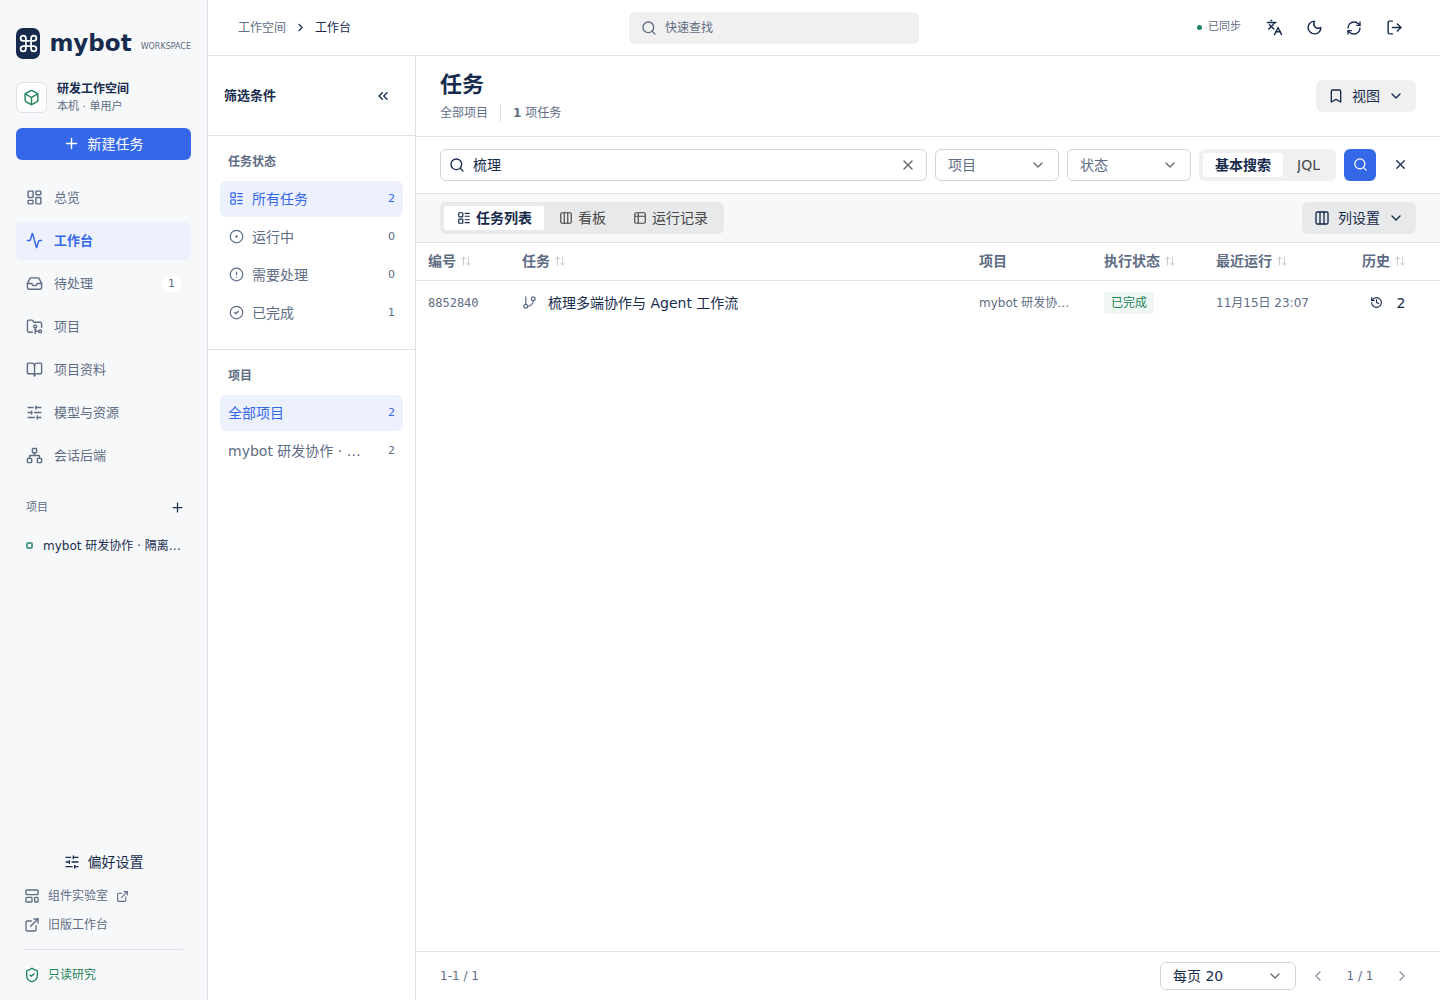 mybot WORKSPACE
研发工作空间
本机 · 单用户
新建任务
总览
工作台
待处理 1
项目
项目资料
模型与资源
会话后端
项目
mybot 研发协作 · 隔离...
偏好设置
组件实验室
旧版工作台
只读研究
工作空间 > 工作台
快速查找
已同步
筛选条件
任务状态
所有任务 2
运行中 0
需要处理 0
已完成 1
项目
全部项目 2
mybot 研发协作 · ... 2
任务
全部项目 1 项任务
视图
梳理
项目
状态
基本搜索 JQL
任务列表 看板 运行记录
列设置
编号 任务 项目 执行状态 最近运行 历史
8852840 梳理多端协作与 Agent 工作流 mybot 研发协... 已完成 11月15日 23:07 2
1-1 / 1
每页 20
1 / 1